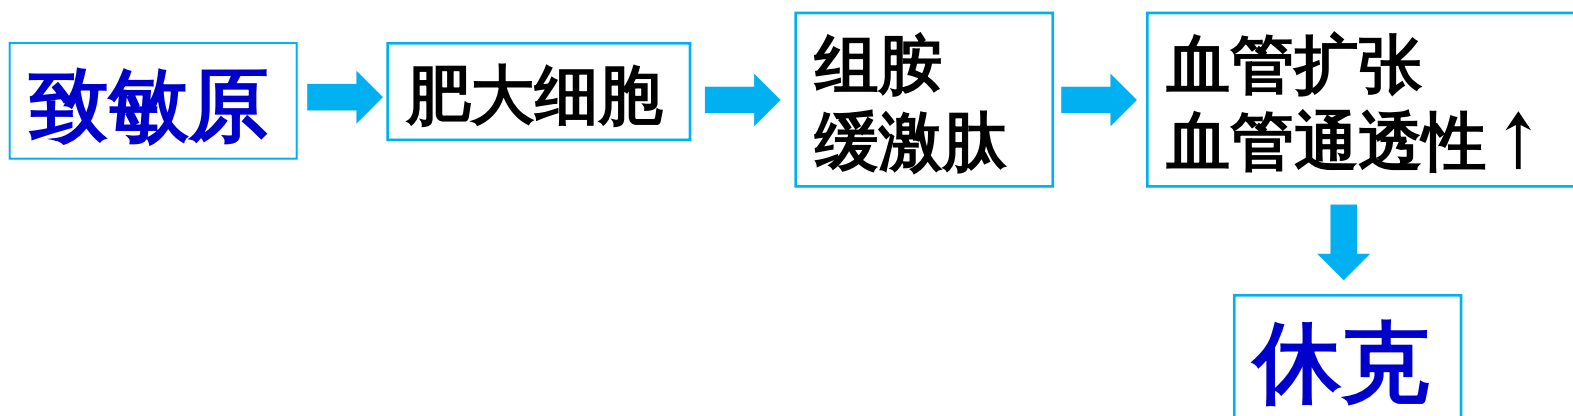 致敏原
肥大细胞
组胺
缓激肽
血管扩张
血管通透性↑
休克